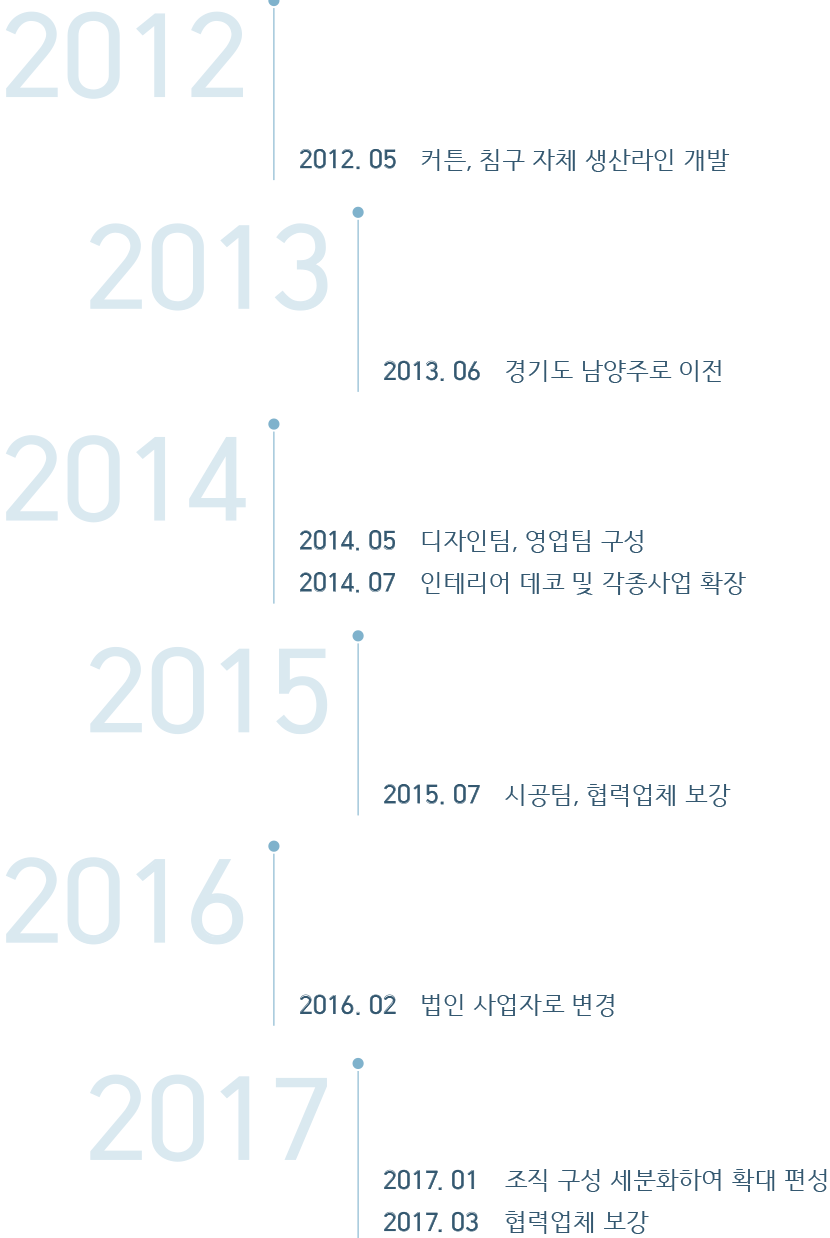 2012
2012. 05 커튼, 침구 자체 생산라인 개발
2013
2013. 06 경기도 남양주로 이전
2014
2014. 05 디자인팀, 영업팀 구성
2014. 07 인테리어 데코 및 각종사업 확장
2015
2015. 07 시공팀, 협력업체 보강
2016
2016. 02 법인 사업자로 변경
2017
2017. 01 조직 구성 세분화하여 확대 편성
2017. 03 협력업체 보강